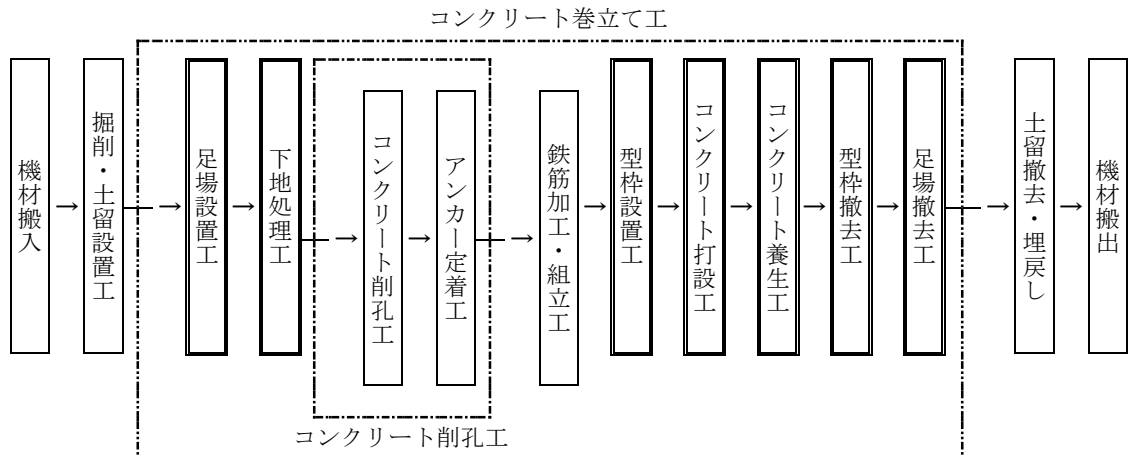 コンクリート巻立て工
機材搬入
→
掘削・土留設置工
→
足場設置工
→
下地処理工
→
コンクリート削孔工
→
アンカー定着工
→
鉄筋加工・組立工
→
型枠設置工
→
コンクリート打設工
→
コンクリート養生工
→
型枠撤去工
→
足場撤去工
→
土留撤去・埋戻し
→
機材搬出
コンクリート削孔工